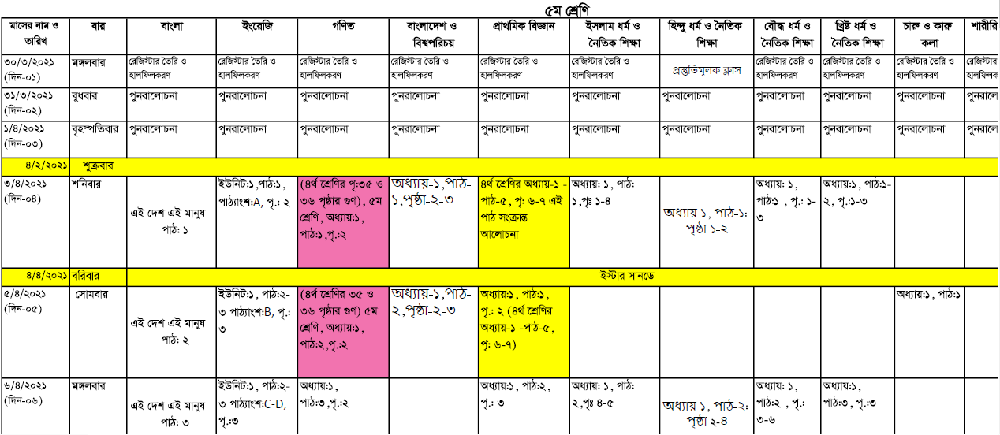 ৫ম শ্রেণি
মাসের নাম ও তারিখ | বার | বাংলা | ইংরেজি | গণিত | বাংলাদেশ ও বিশ্বপরিচয় | প্রাথমিক বিজ্ঞান | ইসলাম ধর্ম ও নৈতিক শিক্ষা | হিন্দু ধর্ম ও নৈতিক শিক্ষা | বৌদ্ধ ধর্ম ও নৈতিক শিক্ষা | খ্রিষ্ট ধর্ম ও নৈতিক শিক্ষা | চারু ও কারু কলা | শারীরি
৩০/৩/২০২১ (দিন-০১) | মঙ্গলবার | রেজিস্টার তৈরি ও হালফিলকরণ | রেজিস্টার তৈরি ও হালফিলকরণ | রেজিস্টার তৈরি ও হালফিলকরণ | রেজিস্টার তৈরি ও হালফিলকরণ | রেজিস্টার তৈরি ও হালফিলকরণ | রেজিস্টার তৈরি ও হালফিলকরণ | প্রস্তুতিমূলক ক্লাস | রেজিস্টার তৈরি ও হালফিলকরণ | রেজিস্টার তৈরি ও হালফিলকরণ | রেজিস্টার তৈরি ও হালফিলকরণ | রেজিস্টার হালফিলক
৩১/৩/২০২১ (দিন-০২) | বুধবার | পুনরালোচনা | পুনরালোচনা | পুনরালোচনা | পুনরালোচনা | পুনরালোচনা | পুনরালোচনা | পুনরালোচনা | পুনরালোচনা | পুনরালোচনা | পুনরালোচনা | পুনরাল
১/৪/২০২১ (দিন-০৩) | বৃহস্পতিবার | পুনরালোচনা | পুনরালোচনা | পুনরালোচনা | পুনরালোচনা | পুনরালোচনা | পুনরালোচনা | পুনরালোচনা | পুনরালোচনা | পুনরালোচনা | পুনরালোচনা | পুনরাল
৪/২/২০২১ | শুক্রবার
৩/৪/২০২১ (দিন-০৪) | শনিবার | এই দেশ এই মানুষ পাঠ: ১ | ইউনিট:১,পাঠ:১, পাঠ্যাংশ:A, পৃ.: ২ | (৪র্থ শ্রেণির পৃ:৩৫ ও ৩৬ পৃষ্ঠার গুণ), ৫ম শ্রেণি, অধ্যায়:১, পাঠ:১,পৃ.:২ | অধ্যায়-১,পাঠ-১,পৃষ্ঠা-২-৩ | ৪র্থ শ্রেণির অধ্যায়-১ -পাঠ-৫, পৃ: ৬-৭ এই পাঠ সংক্রান্ত আলোচনা | অধ্যায়: ১, পাঠ: ১,পৃঃ ১-৪ | অধ্যায় ১, পাঠ-১: পৃষ্ঠা ১-২ | অধ্যায়: ১, পাঠ:১ , পৃ.: ১-৩ | অধ্যায়:১, পাঠ:১-২, পৃ.:১-৩
৪/৪/২০২১ | বরিবার | ইস্টার সানডে
৫/৪/২০২১ (দিন-০৫) | সোমবার | এই দেশ এই মানুষ পাঠ: ২ | ইউনিট:১, পাঠ:২-৩ পাঠ্যাংশ:B, পৃ.: ৩ | (৪র্থ শ্রেণির ৩৫ ও ৩৬ পৃষ্ঠার গুণ) ৫ম শ্রেণি, অধ্যায়:১, পাঠ:২,পৃ.:২ | অধ্যায়-১,পাঠ-২,পৃষ্ঠা-২-৩ | অধ্যায়:১, পাঠ:১, পৃ.: ২ (৪র্থ শ্রেণির অধ্যায়-১ -পাঠ-৫, পৃ: ৬-৭) | অধ্যায়:১, পাঠ:১
৬/৪/২০২১ (দিন-০৬) | মঙ্গলবার | এই দেশ এই মানুষ পাঠ: ৩ | ইউনিট:১, পাঠ:২-৩ পাঠ্যাংশ:C-D, পৃ.:৩ | অধ্যায়:১, পাঠ:৩,পৃ.:২ | অধ্যায়:১, পাঠ:২, পৃ.: ৩ | অধ্যায়: ১, পাঠ: ২,পৃঃ ৪-৫ | অধ্যায় ১, পাঠ-২: পৃষ্ঠা ২-৪ | অধ্যায়: ১, পাঠ:২ , পৃ.: ৩-৬ | অধ্যায়:১, পাঠ:৩, পৃ.:৩